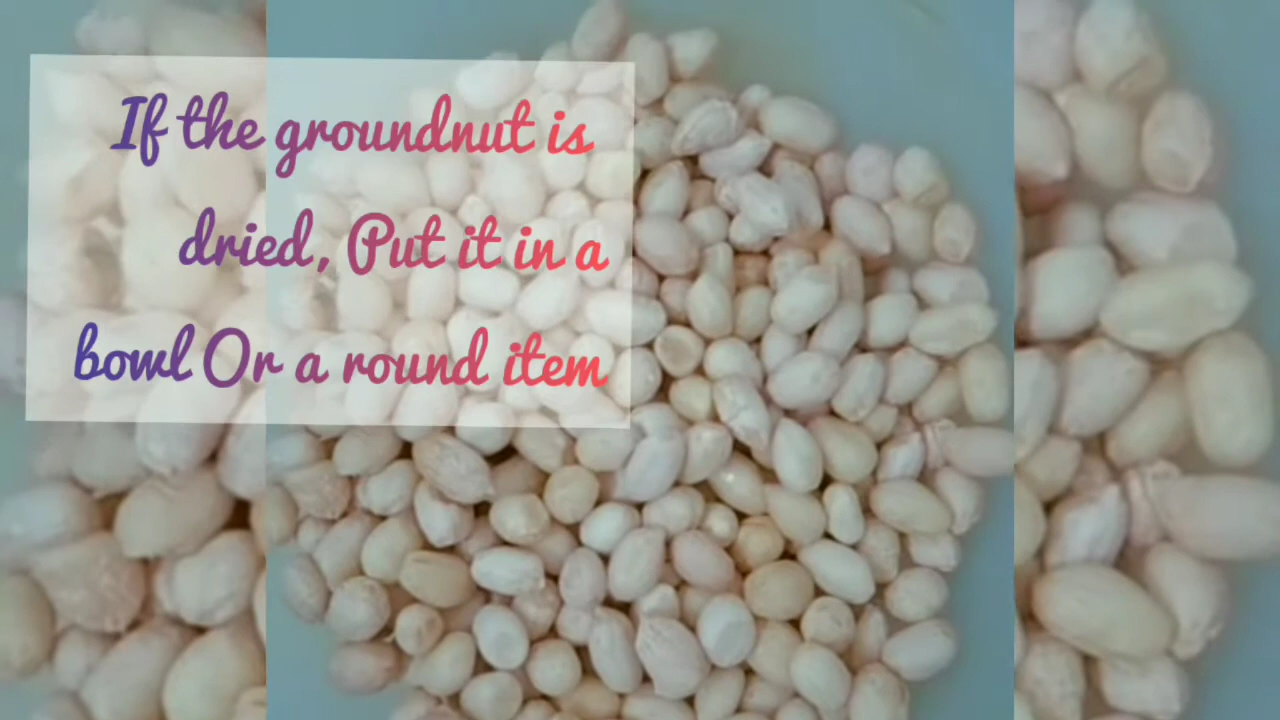 If the groundnut is
dried, Put it in a
bowl Or a round item